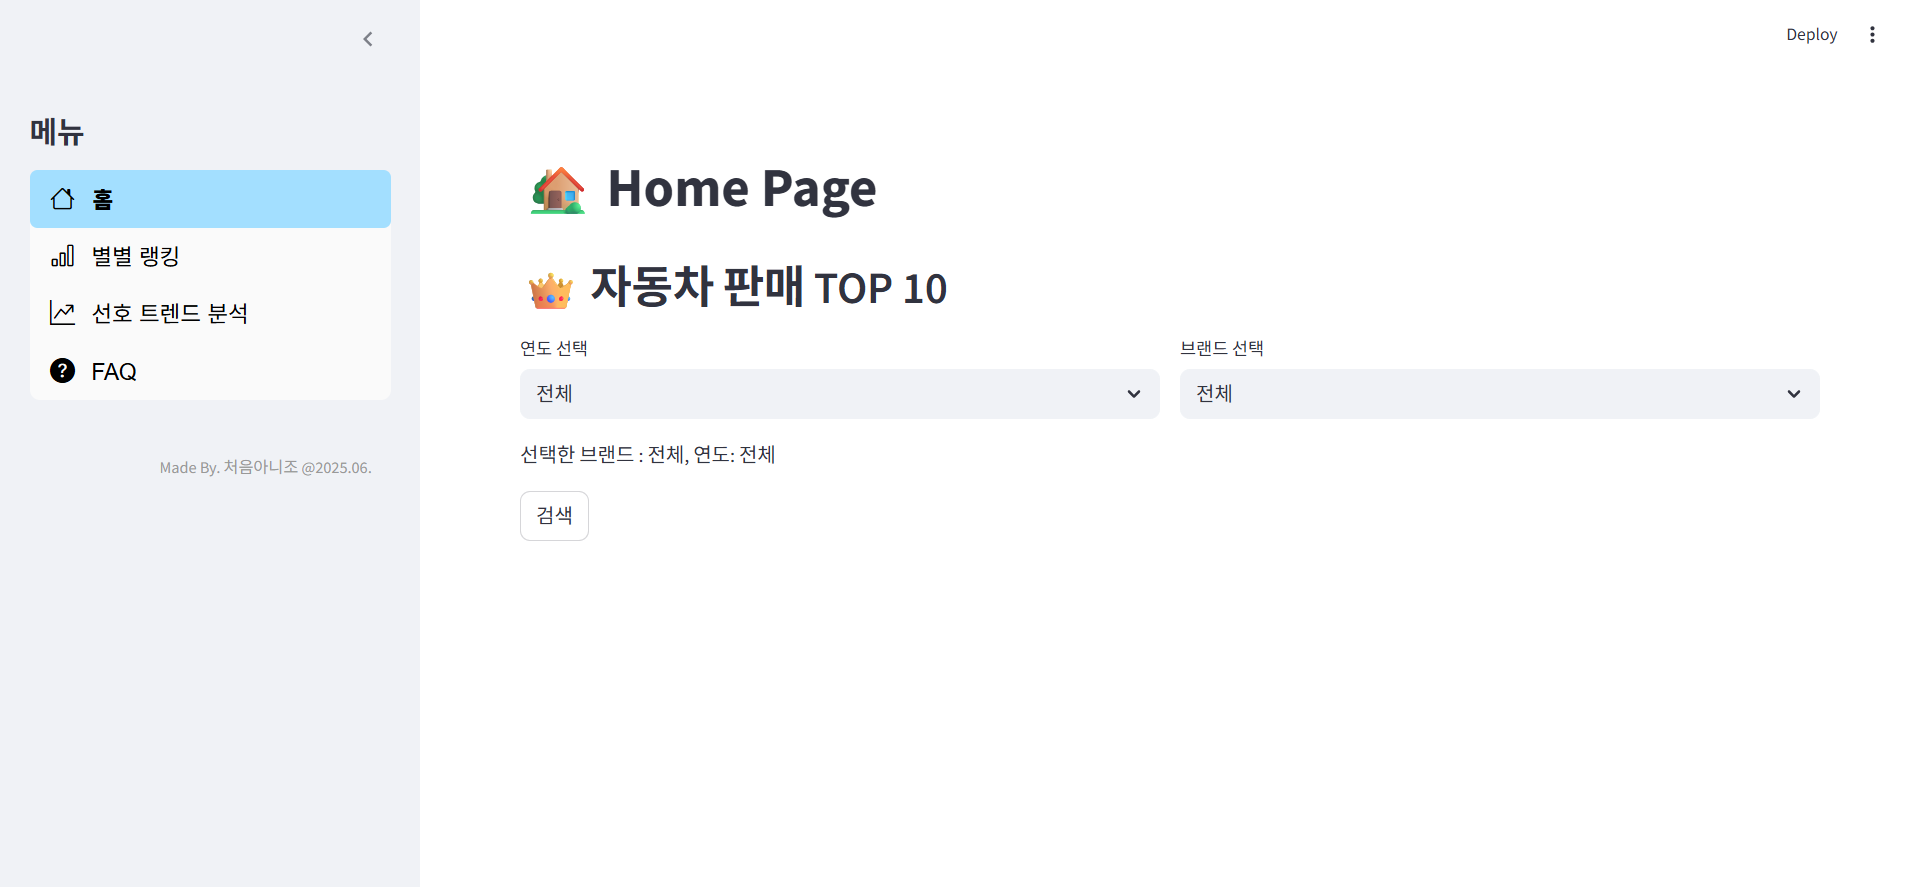 Deploy
메뉴
홈
별별 랭킹
선호 트렌드 분석
FAQ
Made By. 처음아니조 @2025.06.
Home Page
자동차 판매 TOP 10
연도 선택
브랜드 선택
전체
전체
선택한 브랜드 : 전체, 연도: 전체
검색